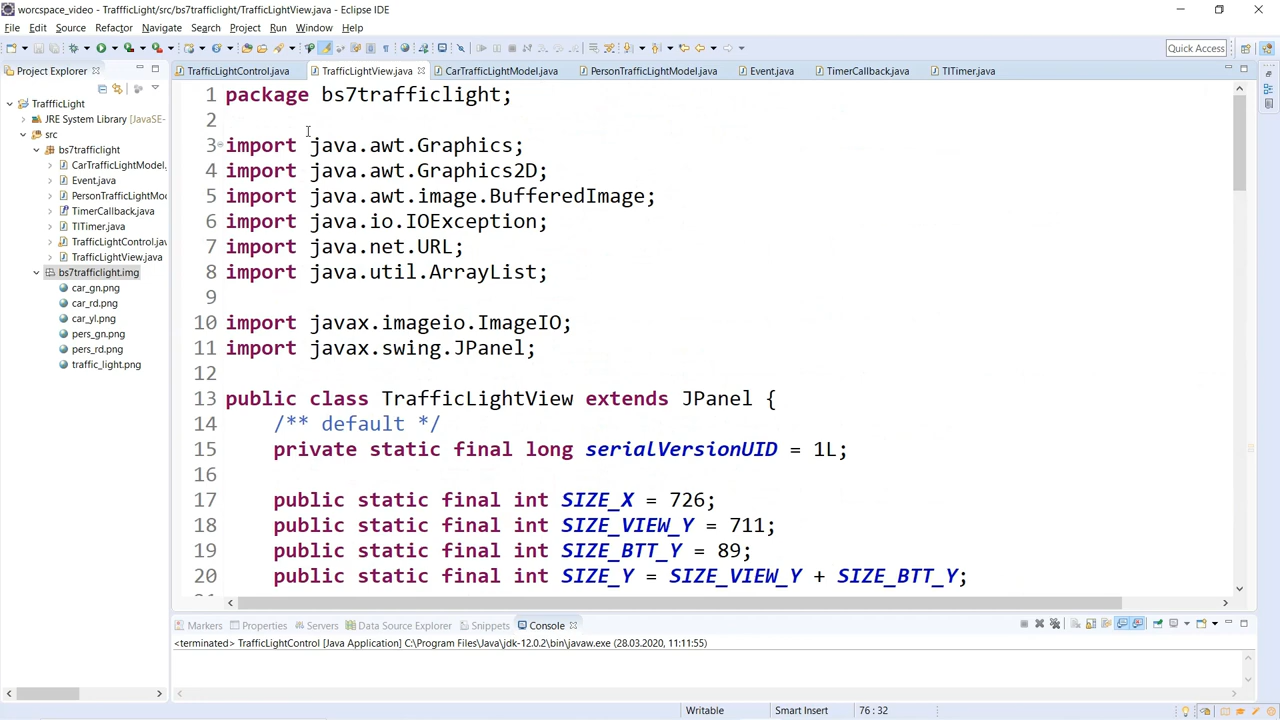 worcspace_video - TraffficLight/src/bs7trafficlight/TrafficLightView.java - Eclipse IDE
File Edit Source Refactor Navigate Search Project Run Window Help
Quick Access
Project Explorer
TrafficLightControl.java TrafficLightView.java CarTrafficLightModel.java PersonTrafficLightModel.java Event.java TimerCallback.java TlTimer.java
TraffficLight
JRE System Library [JavaSE-
src
bs7trafficlight
CarTrafficLightModel.
Event.java
PersonTrafficLightMo
TimerCallback.java
TlTimer.java
TrafficLightControl.jav
TrafficLightView.java
bs7trafficlight.img
car_gn.png
car_rd.png
car_yl.png
pers_gn.png
pers_rd.png
traffic_light.png
1 package bs7trafficlight;
2
3 import java.awt.Graphics;
4 import java.awt.Graphics2D;
5 import java.awt.image.BufferedImage;
6 import java.io.IOException;
7 import java.net.URL;
8 import java.util.ArrayList;
9
10 import javax.imageio.ImageIO;
11 import javax.swing.JPanel;
12
13 public class TrafficLightView extends JPanel {
14 /** default */
15 private static final long serialVersionUID = 1L;
16
17 public static final int SIZE_X = 726;
18 public static final int SIZE_VIEW_Y = 711;
19 public static final int SIZE_BTT_Y = 89;
20 public static final int SIZE_Y = SIZE_VIEW_Y + SIZE_BTT_Y;
Markers Properties Servers Data Source Explorer Snippets Console
<terminated> TrafficLightControl [Java Application] C:\Program Files\Java\jdk-12.0.2\bin\javaw.exe (28.03.2020, 11:11:55)
Writable Smart Insert 76 : 32